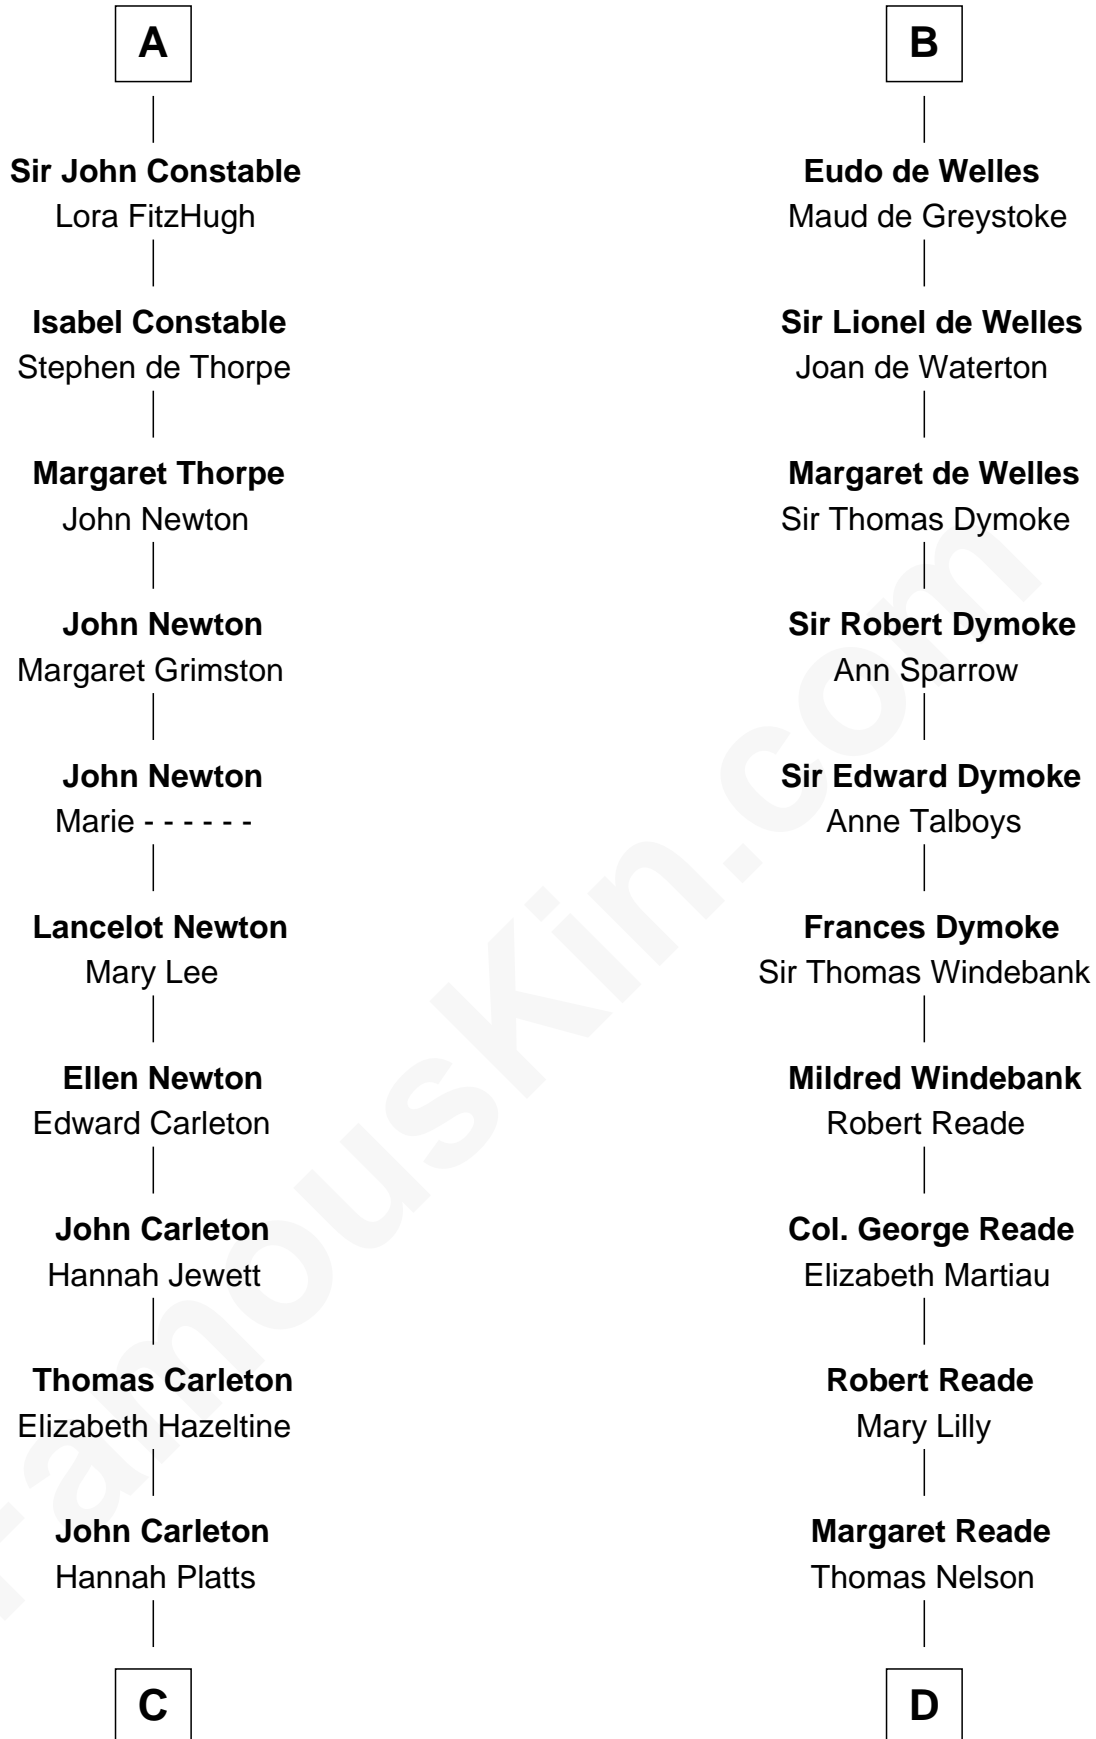 A
Sir John Constable
Lora FitzHugh
Isabel Constable
Stephen de Thorpe
Margaret Thorpe
John Newton
John Newton
Margaret Grimston
John Newton
Marie - - - - - -
Lancelot Newton
Mary Lee
Ellen Newton
Edward Carleton
John Carleton
Hannah Jewett
Thomas Carleton
Elizabeth Hazeltine
John Carleton
Hannah Platts
C
B
Eudo de Welles
Maud de Greystoke
Sir Lionel de Welles
Joan de Waterton
Margaret de Welles
Sir Thomas Dymoke
Sir Robert Dymoke
Ann Sparrow
Sir Edward Dymoke
Anne Talboys
Frances Dymoke
Sir Thomas Windebank
Mildred Windebank
Robert Reade
Col. George Reade
Elizabeth Martiau
Robert Reade
Mary Lilly
Margaret Reade
Thomas Nelson
D
FamousKin.com